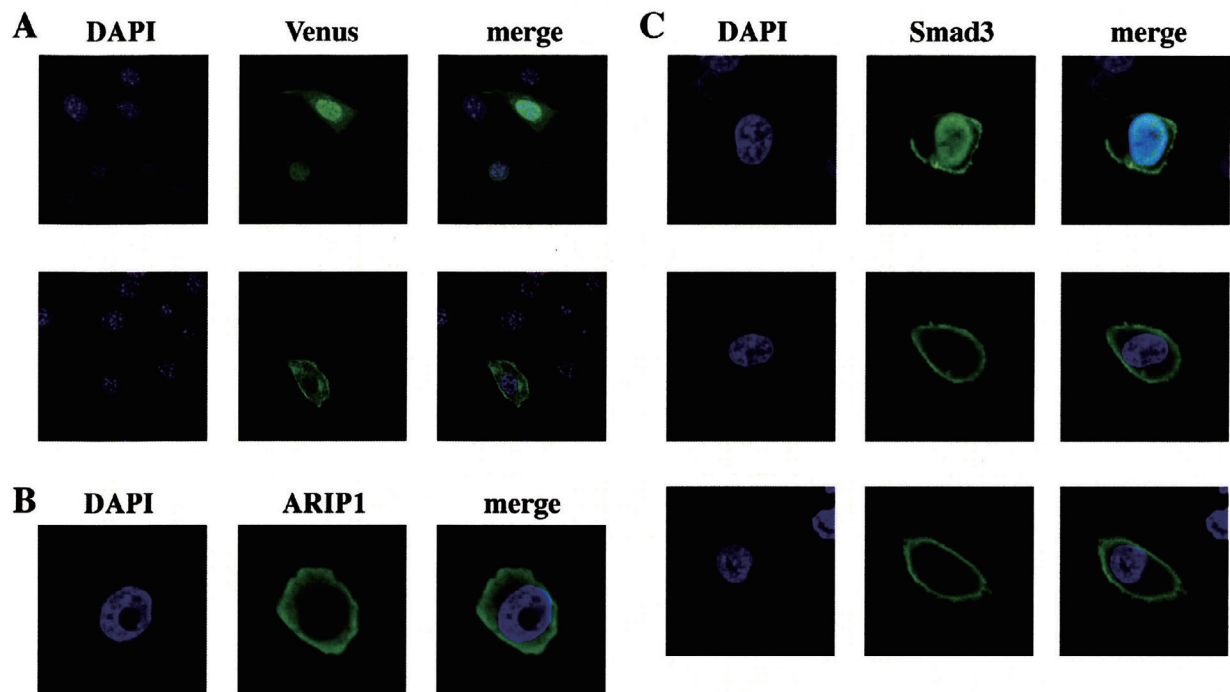 A
DAPI Venus merge
B
DAPI ARIP1 merge
C
DAPI Smad3 merge